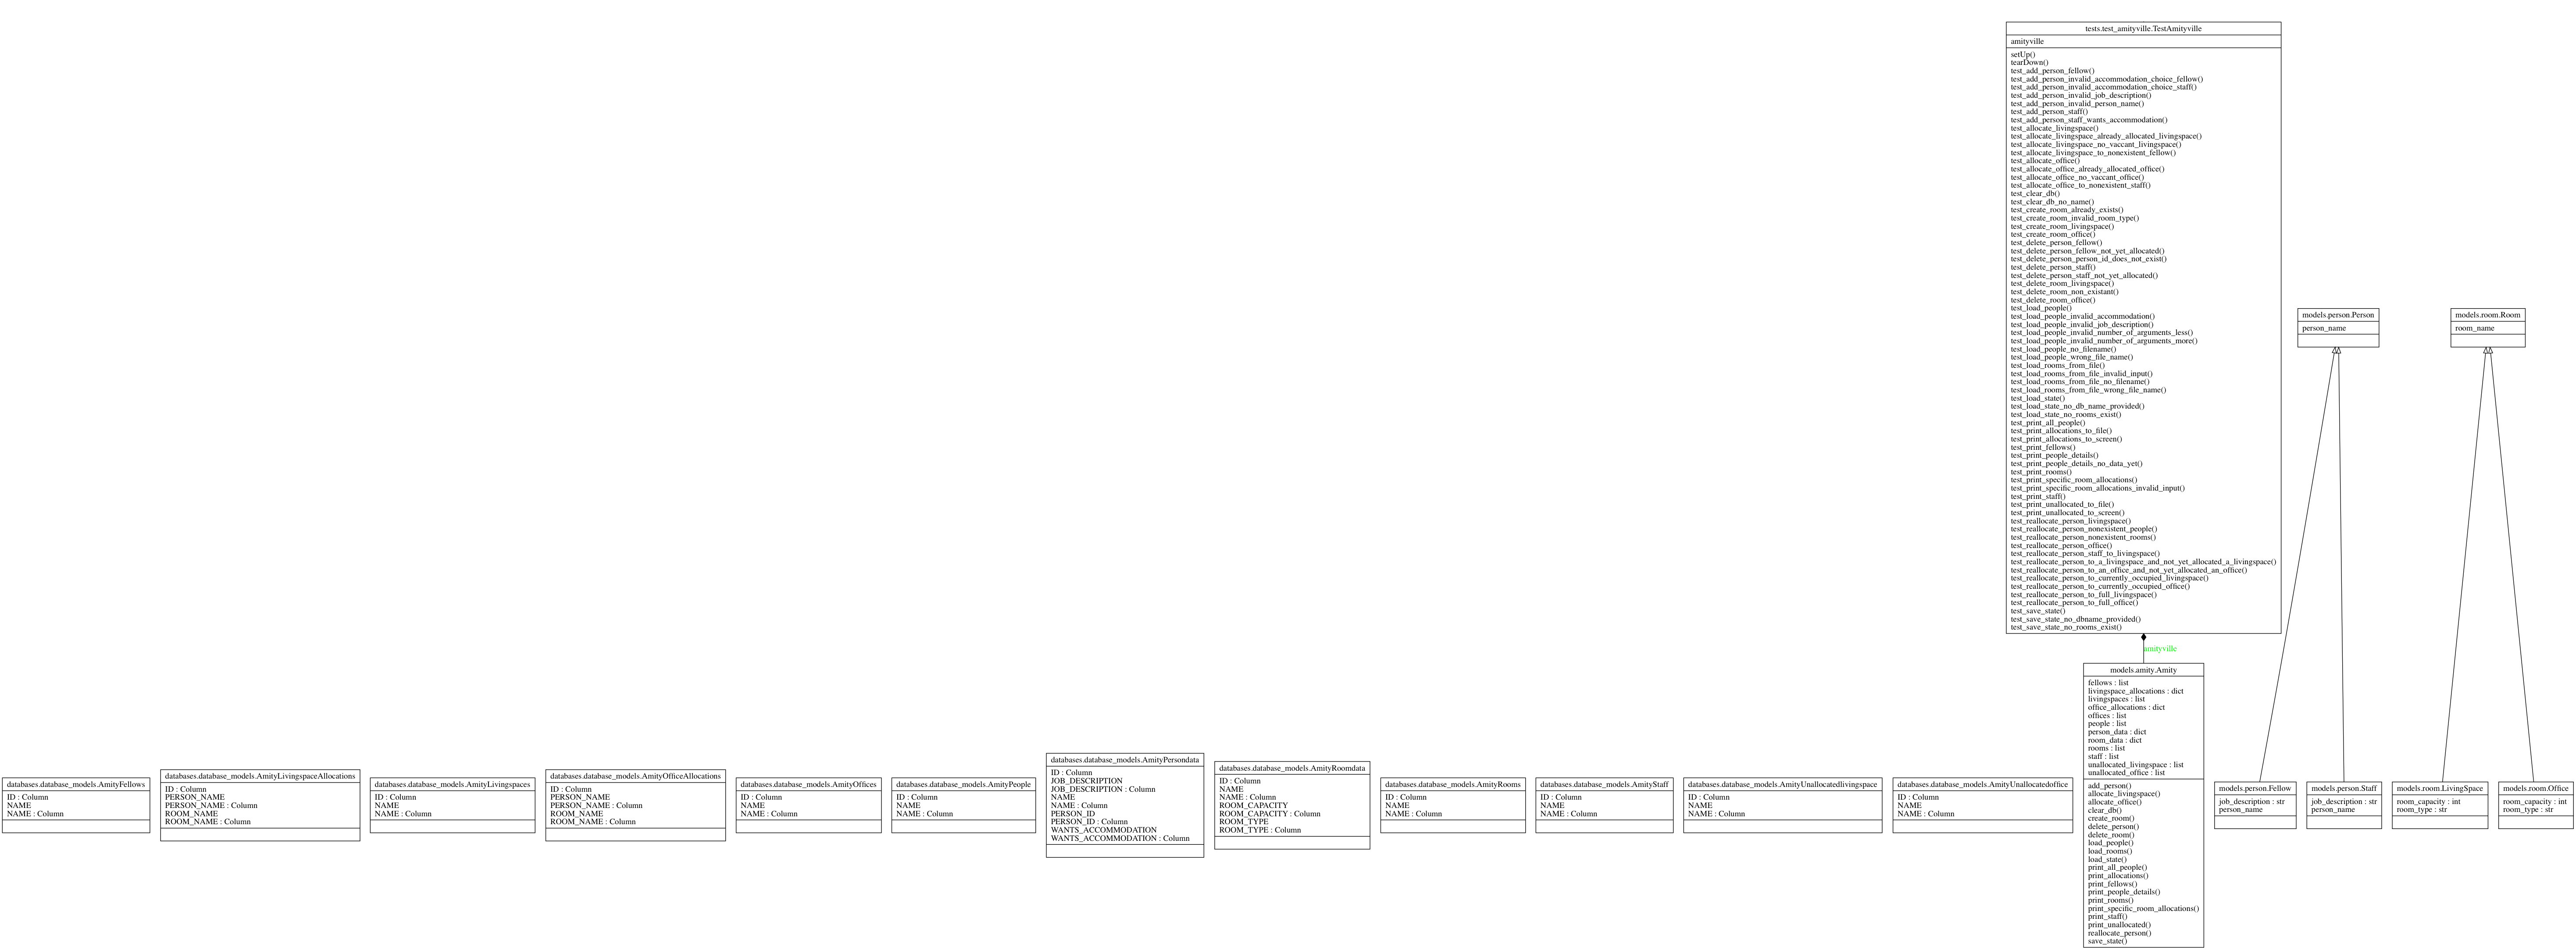 tests.test_amityville.TestAmityville
amityville
setUp()
tearDown()
test_add_person_fellow()
test_add_person_invalid_accommodation_choice_fellow()
test_add_person_invalid_accommodation_choice_staff()
test_add_person_invalid_job_description()
test_add_person_invalid_person_name()
test_add_person_staff()
test_add_person_staff_wants_accommodation()
test_allocate_livingspace()
test_allocate_livingspace_already_allocated_livingspace()
test_allocate_livingspace_no_vaccant_livingspace()
test_allocate_livingspace_to_nonexistent_fellow()
test_allocate_office()
test_allocate_office_already_allocated_office()
test_allocate_office_no_vaccant_office()
test_allocate_office_to_nonexistent_staff()
test_clear_db()
test_clear_db_no_name()
test_create_room_already_exists()
test_create_room_invalid_room_type()
test_create_room_livingspace()
test_create_room_office()
test_delete_person_fellow()
test_delete_person_fellow_not_yet_allocated()
test_delete_person_person_id_does_not_exist()
test_delete_person_staff()
test_delete_person_staff_not_yet_allocated()
test_delete_room_livingspace()
test_delete_room_non_existant()
test_delete_room_office()
test_load_people()
test_load_people_invalid_accommodation()
test_load_people_invalid_job_description()
test_load_people_invalid_number_of_arguments_less()
test_load_people_invalid_number_of_arguments_more()
test_load_people_no_filename()
test_load_people_wrong_file_name()
test_load_rooms_from_file()
test_load_rooms_from_file_invalid_input()
test_load_rooms_from_file_no_filename()
test_load_rooms_from_file_wrong_file_name()
test_load_state()
test_load_state_no_db_name_provided()
test_load_state_no_rooms_exist()
test_print_all_people()
test_print_allocations_to_file()
test_print_allocations_to_screen()
test_print_fellows()
test_print_people_details()
test_print_people_details_no_data_yet()
test_print_rooms()
test_print_specific_room_allocations()
test_print_specific_room_allocations_invalid_input()
test_print_staff()
test_print_unallocated_to_file()
test_print_unallocated_to_screen()
test_reallocate_person_livingspace()
test_reallocate_person_nonexistent_people()
test_reallocate_person_nonexistent_rooms()
test_reallocate_person_office()
test_reallocate_person_staff_to_livingspace()
test_reallocate_person_to_a_livingspace_and_not_yet_allocated_a_livingspace()
test_reallocate_person_to_an_office_and_not_yet_allocated_an_office()
test_reallocate_person_to_currently_occupied_livingspace()
test_reallocate_person_to_currently_occupied_office()
test_reallocate_person_to_full_livingspace()
test_reallocate_person_to_full_office()
test_save_state()
test_save_state_no_dbname_provided()
test_save_state_no_rooms_exist()
models.person.Person
person_name
models.room.Room
room_name
amityville
databases.database_models.AmityFellows
ID : Column
NAME
NAME : Column
databases.database_models.AmityLivingspaceAllocations
ID : Column
PERSON_NAME
PERSON_NAME : Column
ROOM_NAME
ROOM_NAME : Column
databases.database_models.AmityLivingspaces
ID : Column
NAME
NAME : Column
databases.database_models.AmityOfficeAllocations
ID : Column
PERSON_NAME
PERSON_NAME : Column
ROOM_NAME
ROOM_NAME : Column
databases.database_models.AmityOffices
ID : Column
NAME
NAME : Column
databases.database_models.AmityPeople
ID : Column
NAME
NAME : Column
databases.database_models.AmityPersondata
ID : Column
JOB_DESCRIPTION
JOB_DESCRIPTION : Column
NAME
NAME : Column
PERSON_ID
PERSON_ID : Column
WANTS_ACCOMMODATION
WANTS_ACCOMMODATION : Column
databases.database_models.AmityRoomdata
ID : Column
NAME
NAME : Column
ROOM_CAPACITY
ROOM_CAPACITY : Column
ROOM_TYPE
ROOM_TYPE : Column
databases.database_models.AmityRooms
ID : Column
NAME
NAME : Column
databases.database_models.AmityStaff
ID : Column
NAME
NAME : Column
databases.database_models.AmityUnallocatedlivingspace
ID : Column
NAME
NAME : Column
databases.database_models.AmityUnallocatedoffice
ID : Column
NAME
NAME : Column
models.amity.Amity
fellows : list
livingspace_allocations : dict
livingspaces : list
office_allocations : dict
offices : list
people : list
person_data : dict
room_data : dict
rooms : list
staff : list
unallocated_livingspace : list
unallocated_office : list
add_person()
allocate_livingspace()
allocate_office()
clear_db()
create_room()
delete_person()
delete_room()
load_people()
load_rooms()
load_state()
print_all_people()
print_allocations()
print_fellows()
print_people_details()
print_rooms()
print_specific_room_allocations()
print_staff()
print_unallocated()
reallocate_person()
save_state()
models.person.Fellow
job_description : str
person_name
models.person.Staff
job_description : str
person_name
models.room.LivingSpace
room_capacity : int
room_type : str
models.room.Office
room_capacity : int
room_type : str